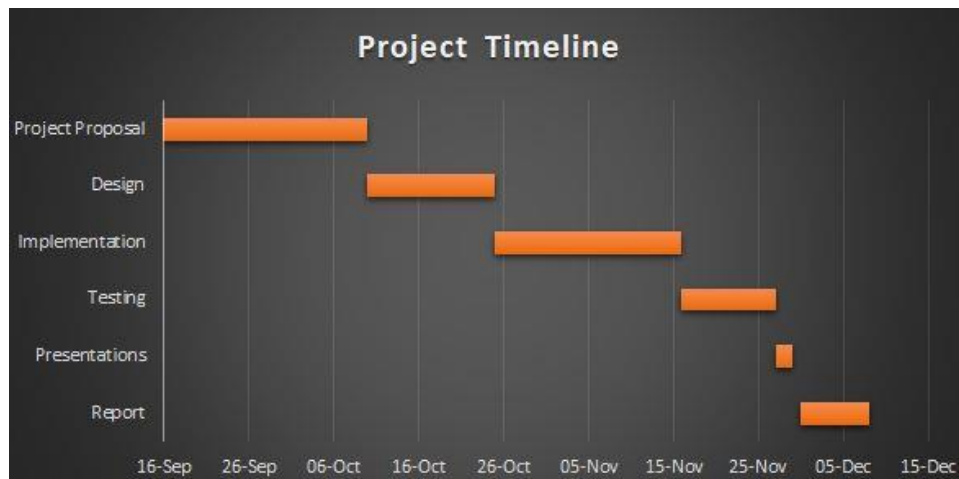 Project Timeline
Project Proposal
Design
Implementation
Testing
Presentations
Report
16-Sep 26-Sep 06-Oct 16-Oct 26-Oct 05-Nov 15-Nov 25-Nov 05-Dec 15-Dec